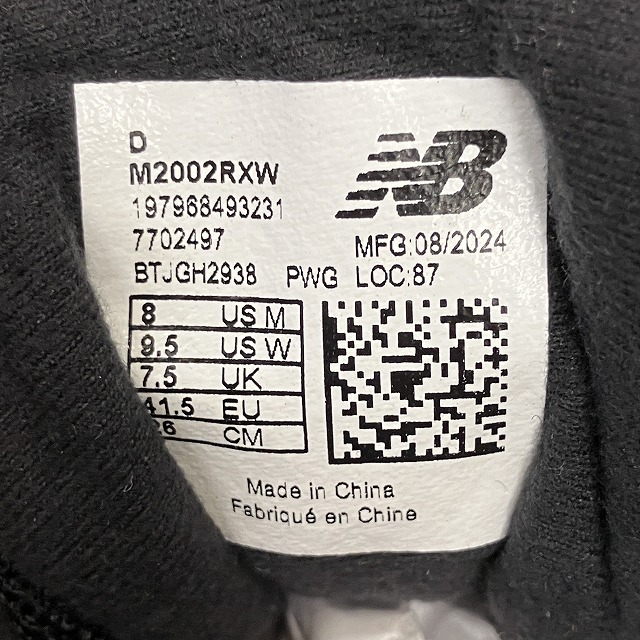 D
M2002RXW
NB
197968493231
7702497
MFG:08/2024
BTJGH2938 PWG LOC:87
8 US M
9.5 US W
7.5 UK
41.5 EU
26 CM
Made in China
Fabriqué en Chine